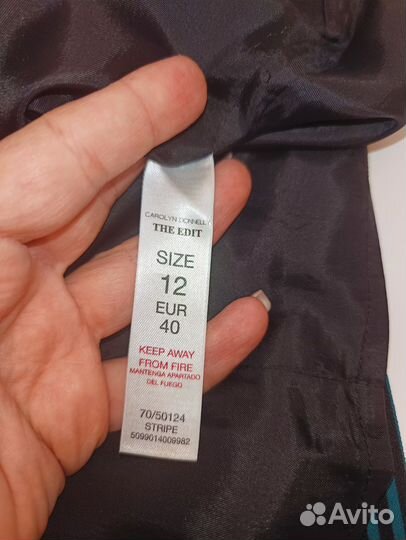 CAROLYN DONNELLY
THE EDIT
SIZE
12
EUR
40
KEEP AWAY
FROM FIRE
MANTENGA APARTADO
DEL FUEGO
70/50124
STRIPE
5099014009982
Avito